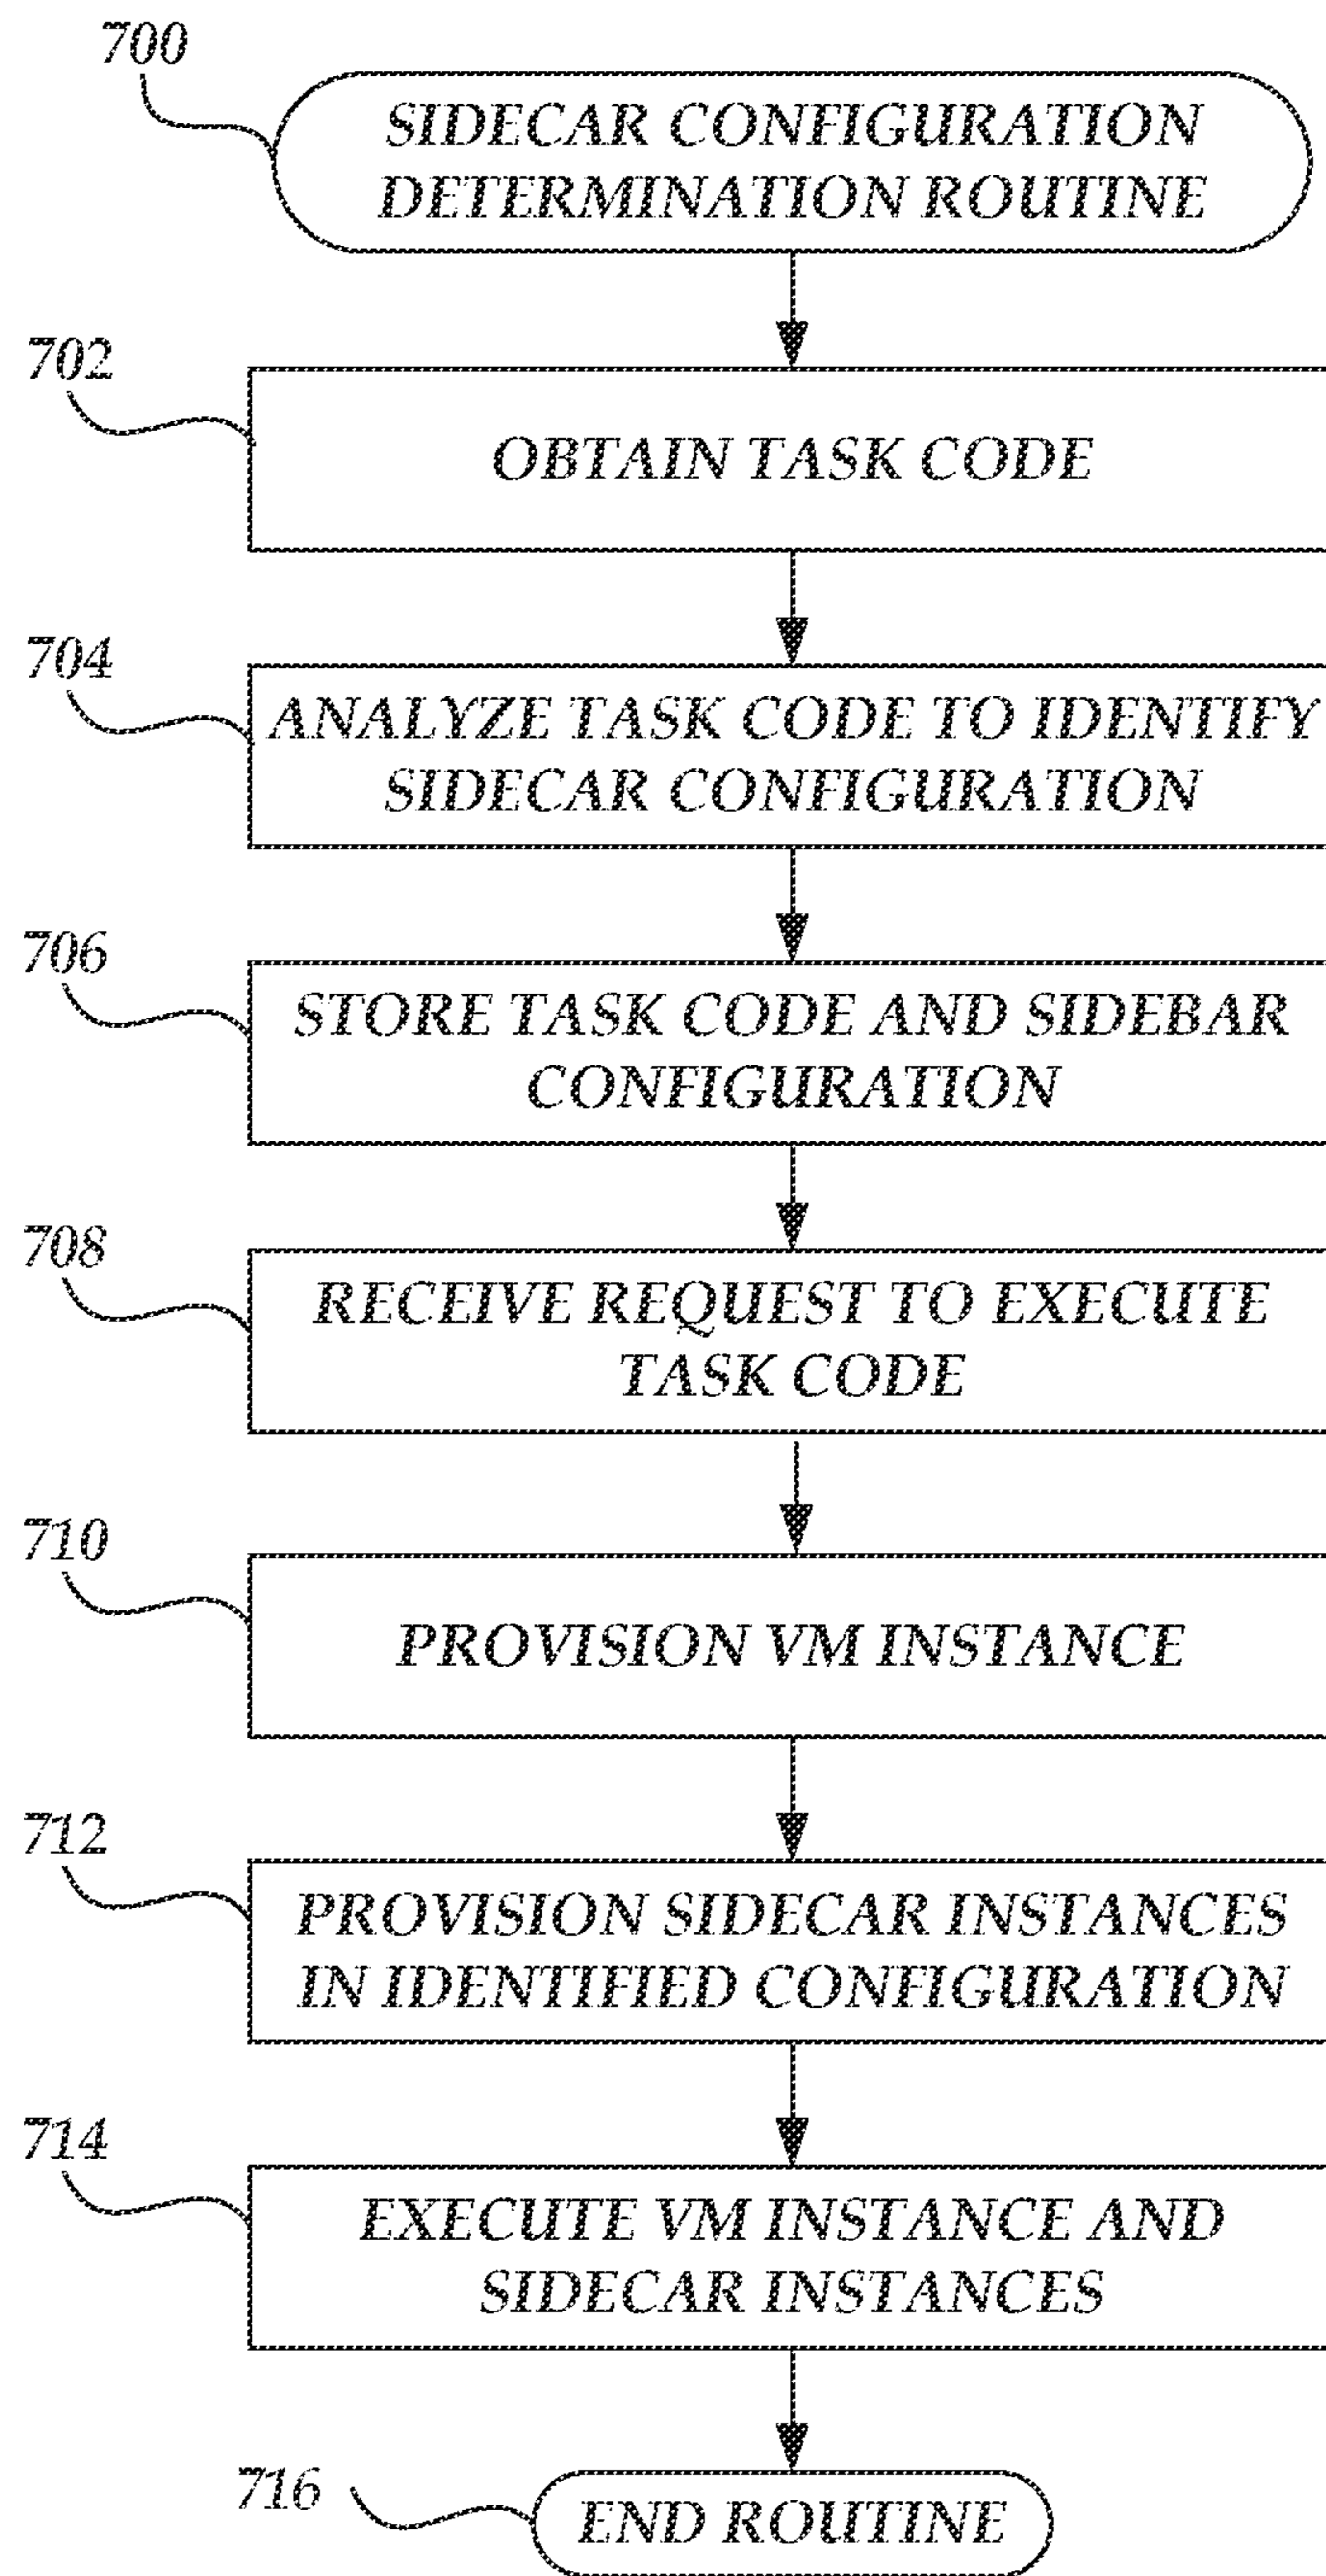 700
SIDECAR CONFIGURATION
DETERMINATION ROUTINE
702
OBTAIN TASK CODE
704
ANALYZE TASK CODE TO IDENTIFY
SIDECAR CONFIGURATION
706
STORE TASK CODE AND SIDEBAR
CONFIGURATION
708
RECEIVE REQUEST TO EXECUTE
TASK CODE
710
PROVISION VM INSTANCE
712
PROVISION SIDECAR INSTANCES
IN IDENTIFIED CONFIGURATION
714
EXECUTE VM INSTANCE AND
SIDECAR INSTANCES
716
END ROUTINE